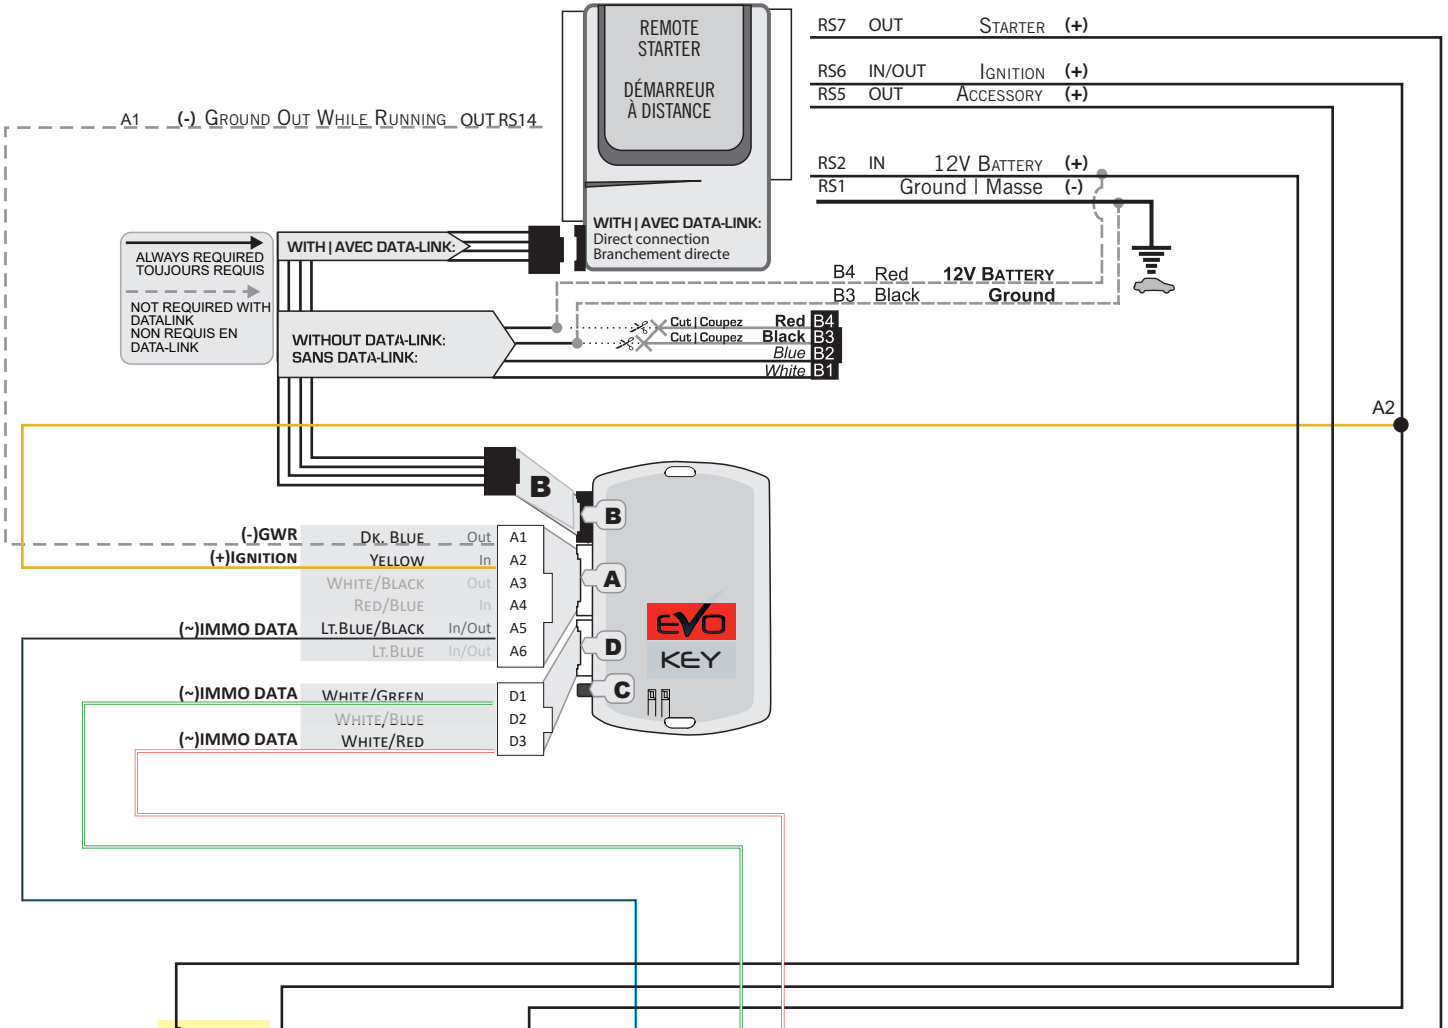 REMOTE
STARTER
DÉMARREUR
À DISTANCE
RS7 OUT STARTER (+)
RS6 IN/OUT IGNITION (+)
RS5 OUT ACCESSORY (+)
A1 (-) GROUND OUT WHILE RUNNING OUT RS14
RS2 IN 12V BATTERY (+)
RS1 Ground | Masse (-)
WITH | AVEC DATA-LINK:
Direct connection
Branchement directe
ALWAYS REQUIRED
TOUJOURS REQUIS
NOT REQUIRED WITH
DATALINK
NON REQUIS EN
DATA-LINK
WITH | AVEC DATA-LINK:
B4 Red 12V BATTERY
B3 Black Ground
WITHOUT DATA-LINK:
SANS DATA-LINK:
Cut | Coupez Red B4
Cut | Coupez Black B3
Blue B2
White B1
A2
B
B
A
D
C
EVO
KEY
(-)GWR DK. BLUE Out A1
(+)IGNITION YELLOW In A2
WHITE/BLACK Out A3
RED/BLUE In A4
(~)IMMO DATA LT.BLUE/BLACK In/Out A5
LT.BLUE In/Out A6
(~)IMMO DATA WHITE/GREEN D1
WHITE/BLUE D2
(~)IMMO DATA WHITE/RED D3